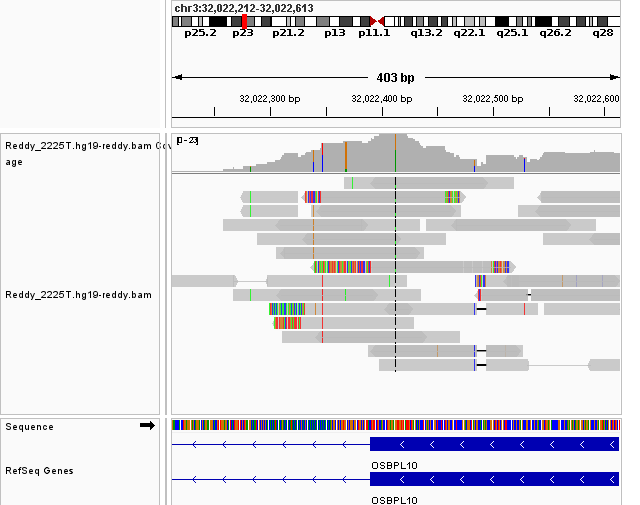 chr3:32,022,212-32,022,613
p25.2 p23 p21.2 p13 p11.1 q13.2 q22.1 q25.1 q26.2 q28
403 bp
32,022,300 bp 32,022,400 bp 32,022,500 bp 32,022,600
[0-23]
Reddy_2225T.hg19-reddy.bam Cov
age
Reddy_2225T.hg19-reddy.bam
Sequence
OSBPL10
RefSeq Genes
OSBPL10